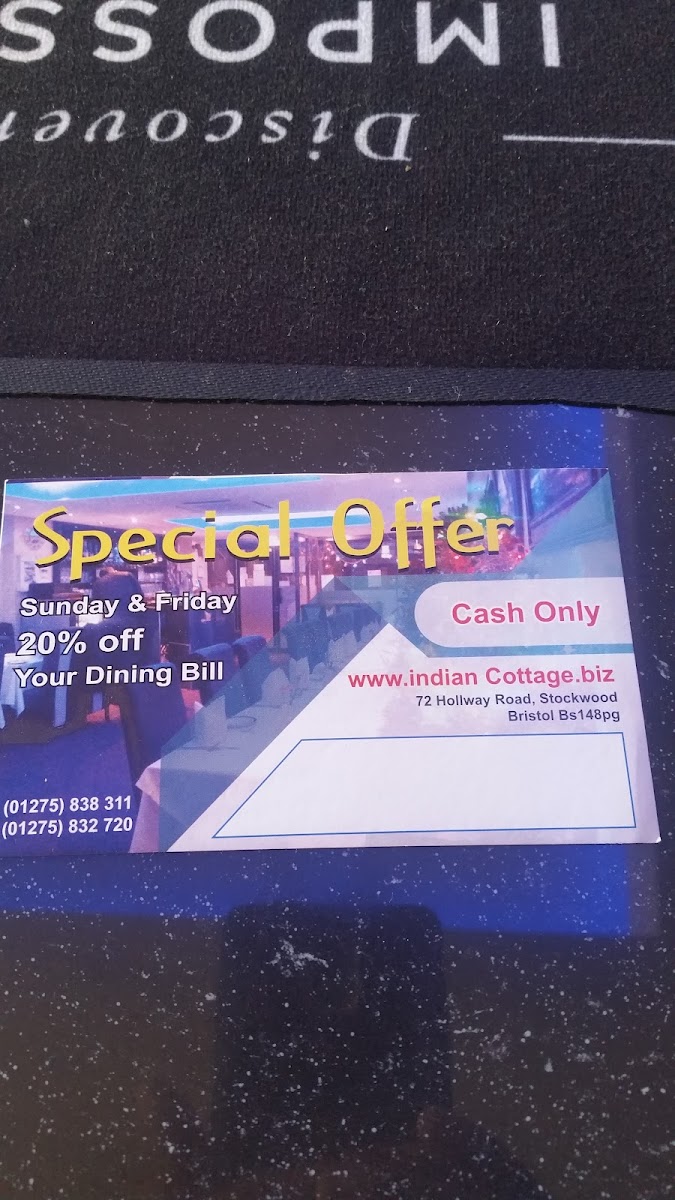 IMPOSS
Discover
Special Offer
Sunday & Friday
20% off
Your Dining Bill
Cash Only
www.indian Cottage.biz
72 Hollway Road, Stockwood
Bristol Bs148pg
(01275) 838 311
(01275) 832 720